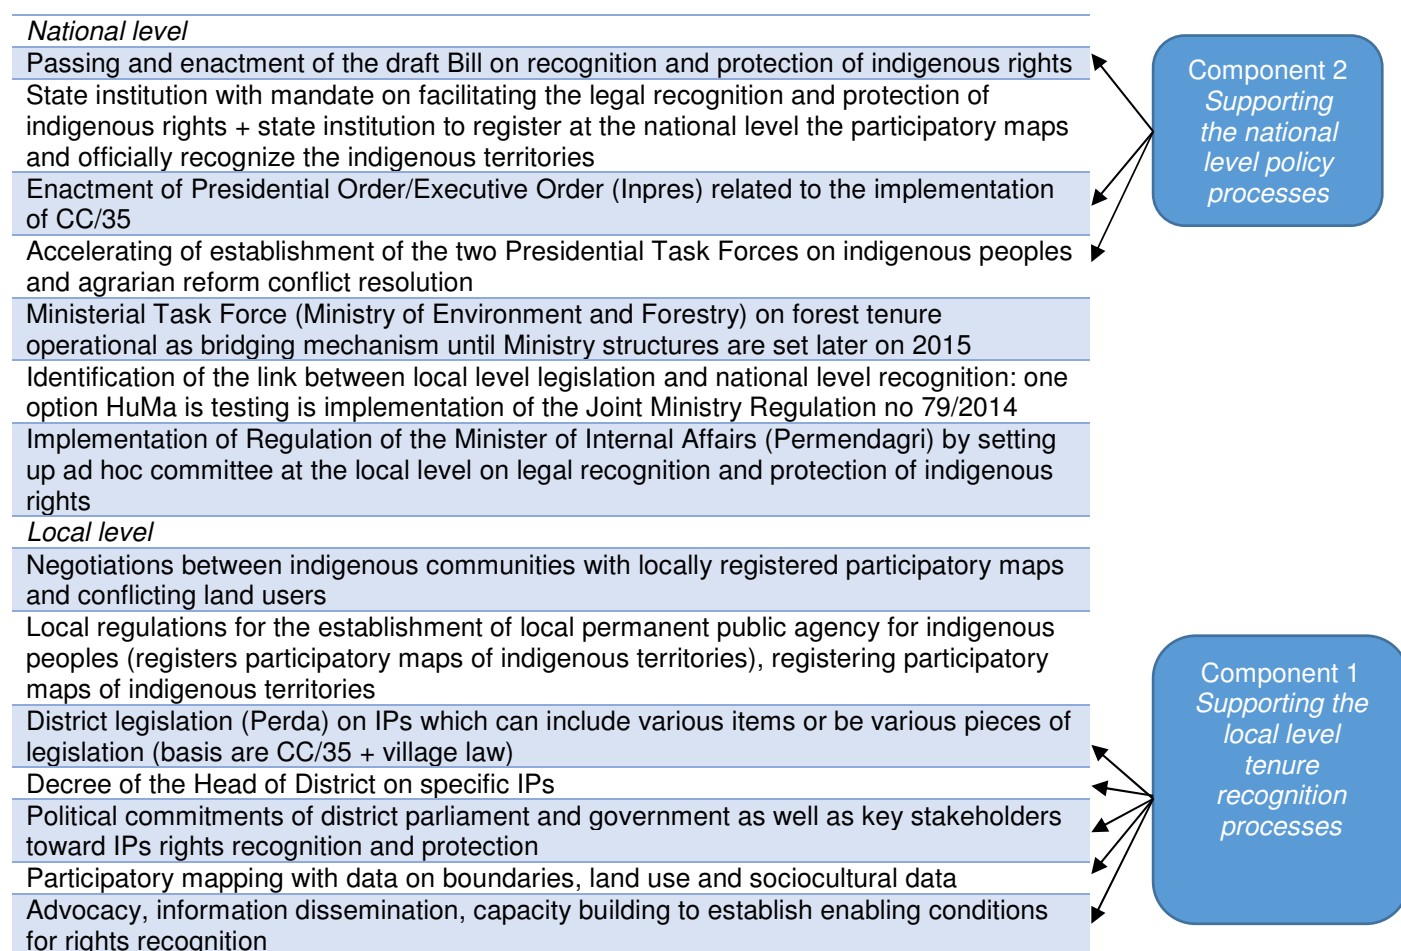 National level
Passing and enactment of the draft Bill on recognition and protection of indigenous rights
State institution with mandate on facilitating the legal recognition and protection of
indigenous rights + state institution to register at the national level the participatory maps
and officially recognize the indigenous territories
Enactment of Presidential Order/Executive Order (Inpres) related to the implementation
of CC/35
Accelerating of establishment of the two Presidential Task Forces on indigenous peoples
and agrarian reform conflict resolution
Ministerial Task Force (Ministry of Environment and Forestry) on forest tenure
operational as bridging mechanism until Ministry structures are set later on 2015
Identification of the link between local level legislation and national level recognition: one
option HuMa is testing is implementation of the Joint Ministry Regulation no 79/2014
Implementation of Regulation of the Minister of Internal Affairs (Permendagri) by setting
up ad hoc committee at the local level on legal recognition and protection of indigenous
rights
Local level
Negotiations between indigenous communities with locally registered participatory maps
and conflicting land users
Local regulations for the establishment of local permanent public agency for indigenous
peoples (registers participatory maps of indigenous territories), registering participatory
maps of indigenous territories
District legislation (Perda) on IPs which can include various items or be various pieces of
legislation (basis are CC/35 + village law)
Decree of the Head of District on specific IPs
Political commitments of district parliament and government as well as key stakeholders
toward IPs rights recognition and protection
Participatory mapping with data on boundaries, land use and sociocultural data
Advocacy, information dissemination, capacity building to establish enabling conditions
for rights recognition
Component 2
Supporting
the national
level policy
processes
Component 1
Supporting the
local level
tenure
recognition
processes